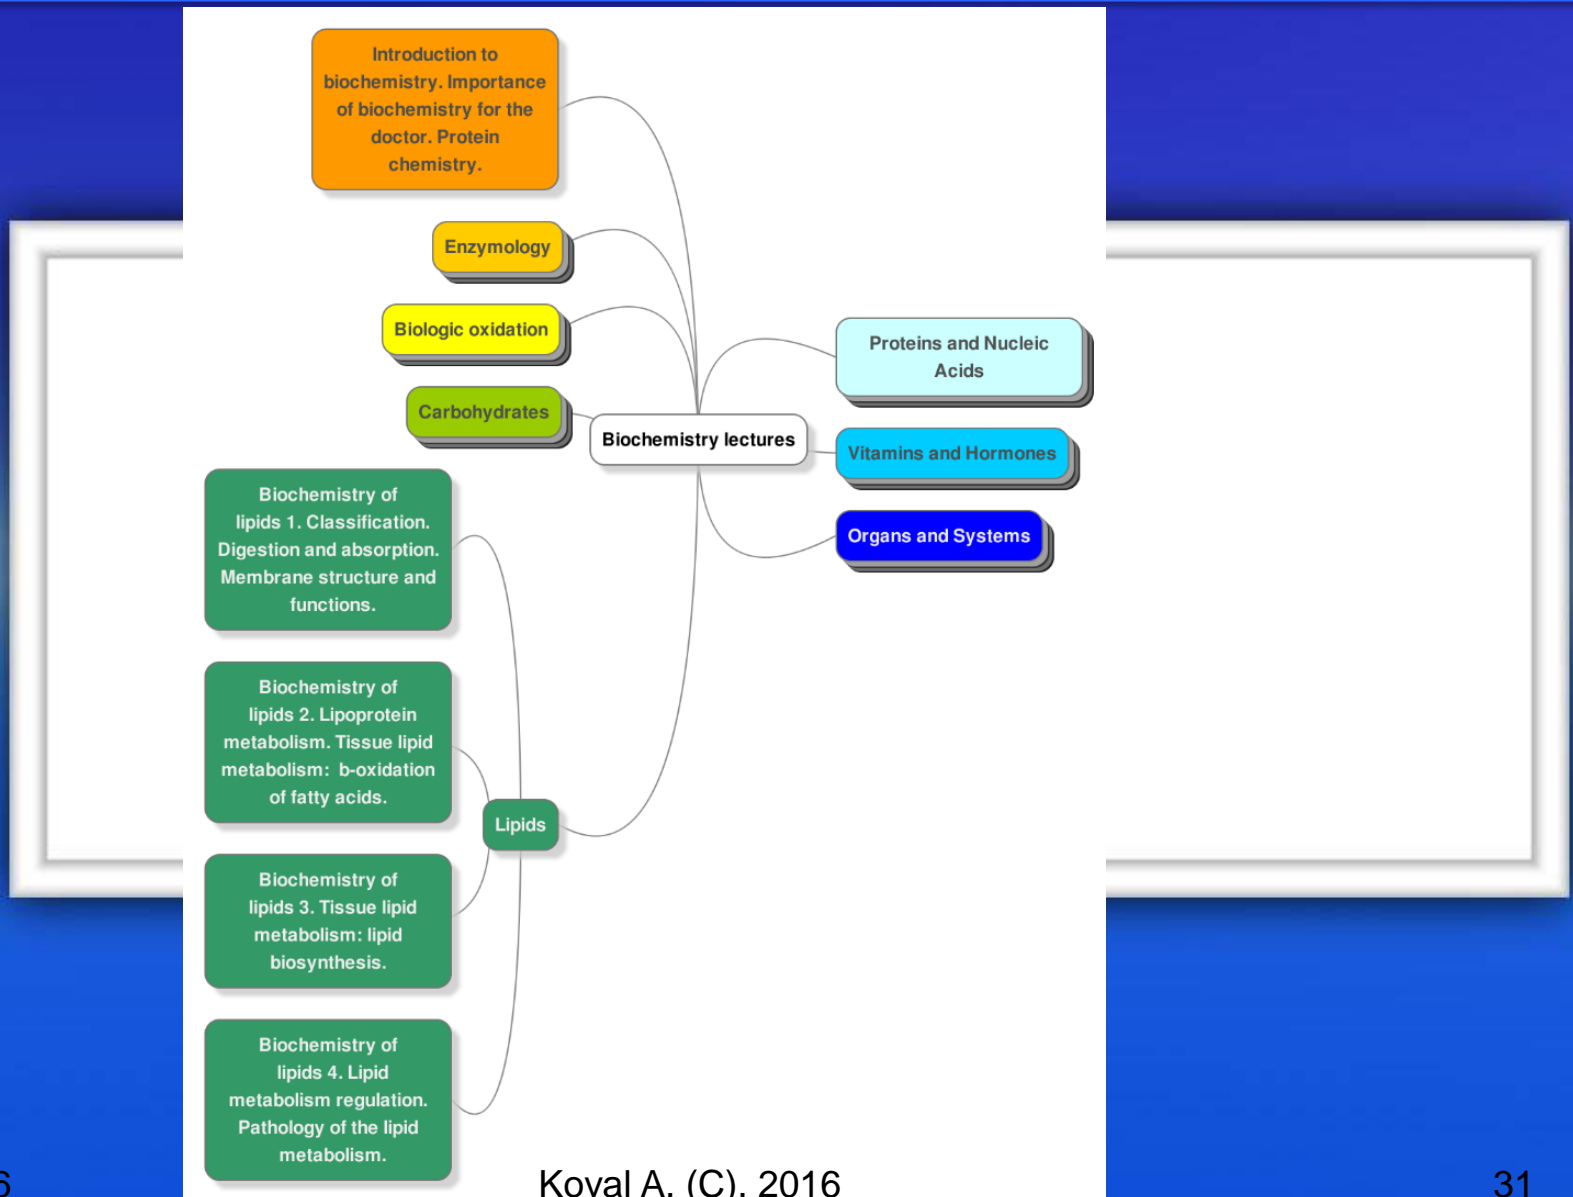 Introduction to
biochemistry. Importance
of biochemistry for the
doctor. Protein
chemistry.
Enzymology
Biologic oxidation
Carbohydrates
Biochemistry lectures
Proteins and Nucleic
Acids
Vitamins and Hormones
Organs and Systems
Biochemistry of
lipids 1. Classification.
Digestion and absorption.
Membrane structure and
functions.
Biochemistry of
lipids 2. Lipoprotein
metabolism. Tissue lipid
metabolism:  b-oxidation
of fatty acids.
Lipids
Biochemistry of
lipids 3. Tissue lipid
metabolism: lipid
biosynthesis.
Biochemistry of
lipids 4. Lipid
metabolism regulation.
Pathology of the lipid
metabolism.
6
Koval A. (C), 2016
31